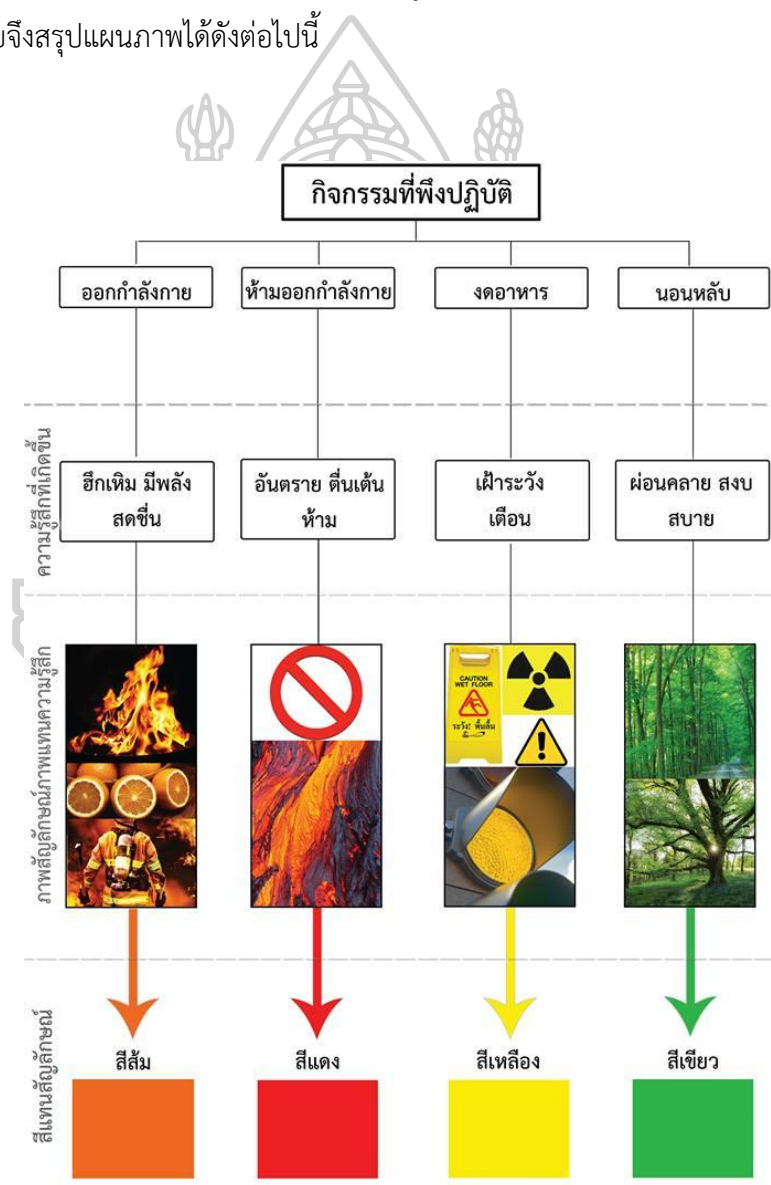 จึงสรุปแผนภาพได้ดังต่อไปนี้
กิจกรรมที่พึงปฏิบัติ
ออกกำลังกาย
ห้ามออกกำลังกาย
งดอาหาร
นอนหลับ
ความรู้สึกที่เกิดขึ้น
ฮึกเหิม มีพลัง
สดชื่น
อันตราย ตื่นเต้น
ห้าม
เฝ้าระวัง
เตือน
ผ่อนคลาย สงบ
สบาย
ภาพสัญลักษณ์ภาพแทนความรู้สึก
CAUTION
WET FLOOR
ระวัง! พื้นลื่น
สีแทนสัญลักษณ์
สีส้ม
สีแดง
สีเหลือง
สีเขียว